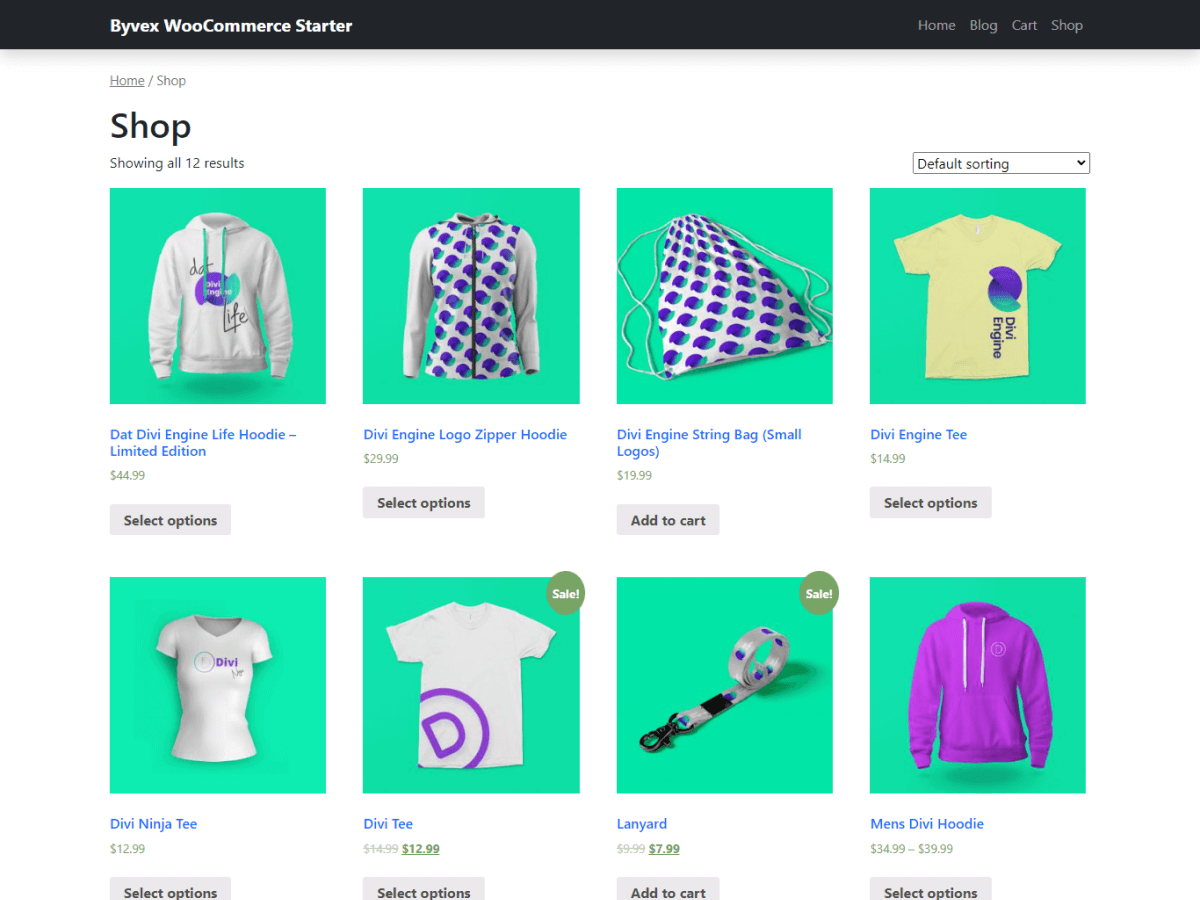 Byvex WooCommerce Starter
Home Blog Cart Shop
Home / Shop
Shop
Showing all 12 results
Default sorting
dat
Divi
Engine
Life
Divi
Engine
Dat Divi Engine Life Hoodie –
Limited Edition
$44.99
Select options
Divi Engine Logo Zipper Hoodie
$29.99
Select options
Divi Engine String Bag (Small
Logos)
$19.99
Add to cart
Divi Engine Tee
$14.99
Select options
Divi
Sale!
D
Sale!
D
Divi Ninja Tee
$12.99
Select options
Divi Tee
$14.99 $12.99
Select options
Lanyard
$9.99 $7.99
Add to cart
Mens Divi Hoodie
$34.99 – $39.99
Select options